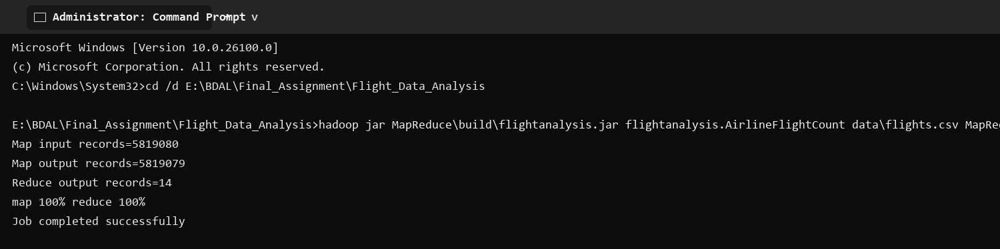 Administrator: Command Prompt v
Microsoft Windows [Version 10.0.26100.0]
(c) Microsoft Corporation. All rights reserved.
C:\Windows\System32>cd /d E:\BDAL\Final_Assignment\Flight_Data_Analysis
E:\BDAL\Final_Assignment\Flight_Data_Analysis>hadoop jar MapReduce\build\flightanalysis.jar flightanalysis.AirlineFlightCount data\flights.csv
Map input records=5819080
Map output records=5819079
Reduce output records=14
map 100% reduce 100%
Job completed successfully